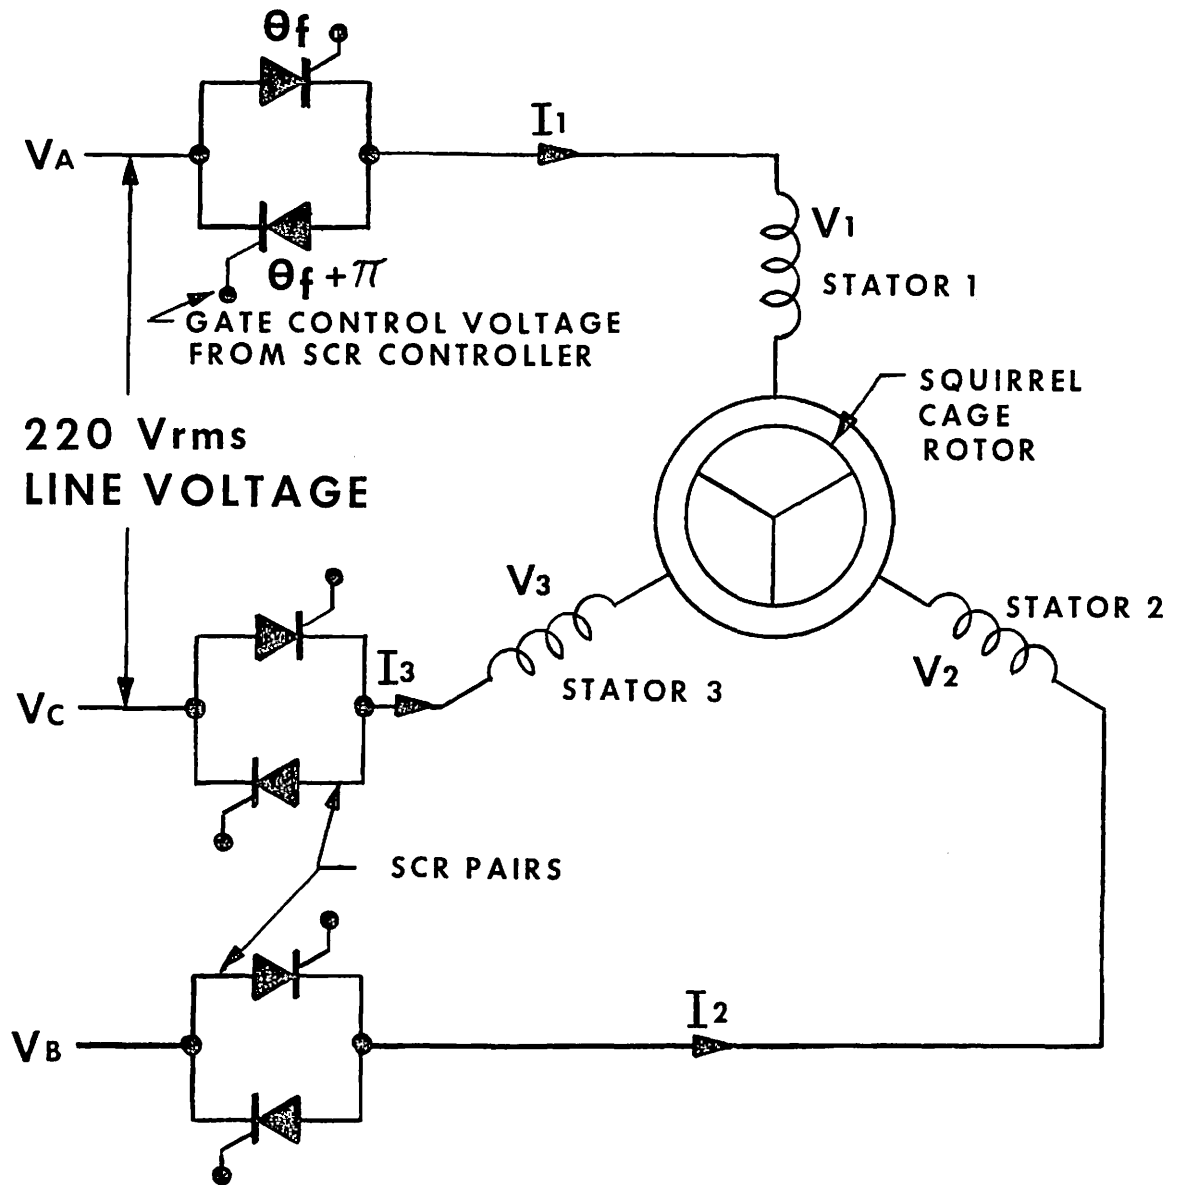 θf
VA
I1
V1
STATOR 1
θf+π
GATE CONTROL VOLTAGE
FROM SCR CONTROLLER
SQUIRREL
CAGE
ROTOR
220 Vrms
LINE VOLTAGE
V3
STATOR 2
I3
V2
STATOR 3
VC
SCR PAIRS
I2
VB